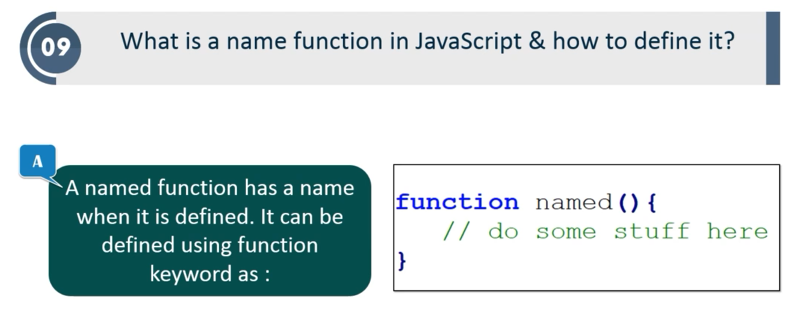 09
What is a name function in JavaScript & how to define it?
A
A named function has a name
when it is defined. It can be
defined using function
keyword as :
function named(){
// do some stuff here
}